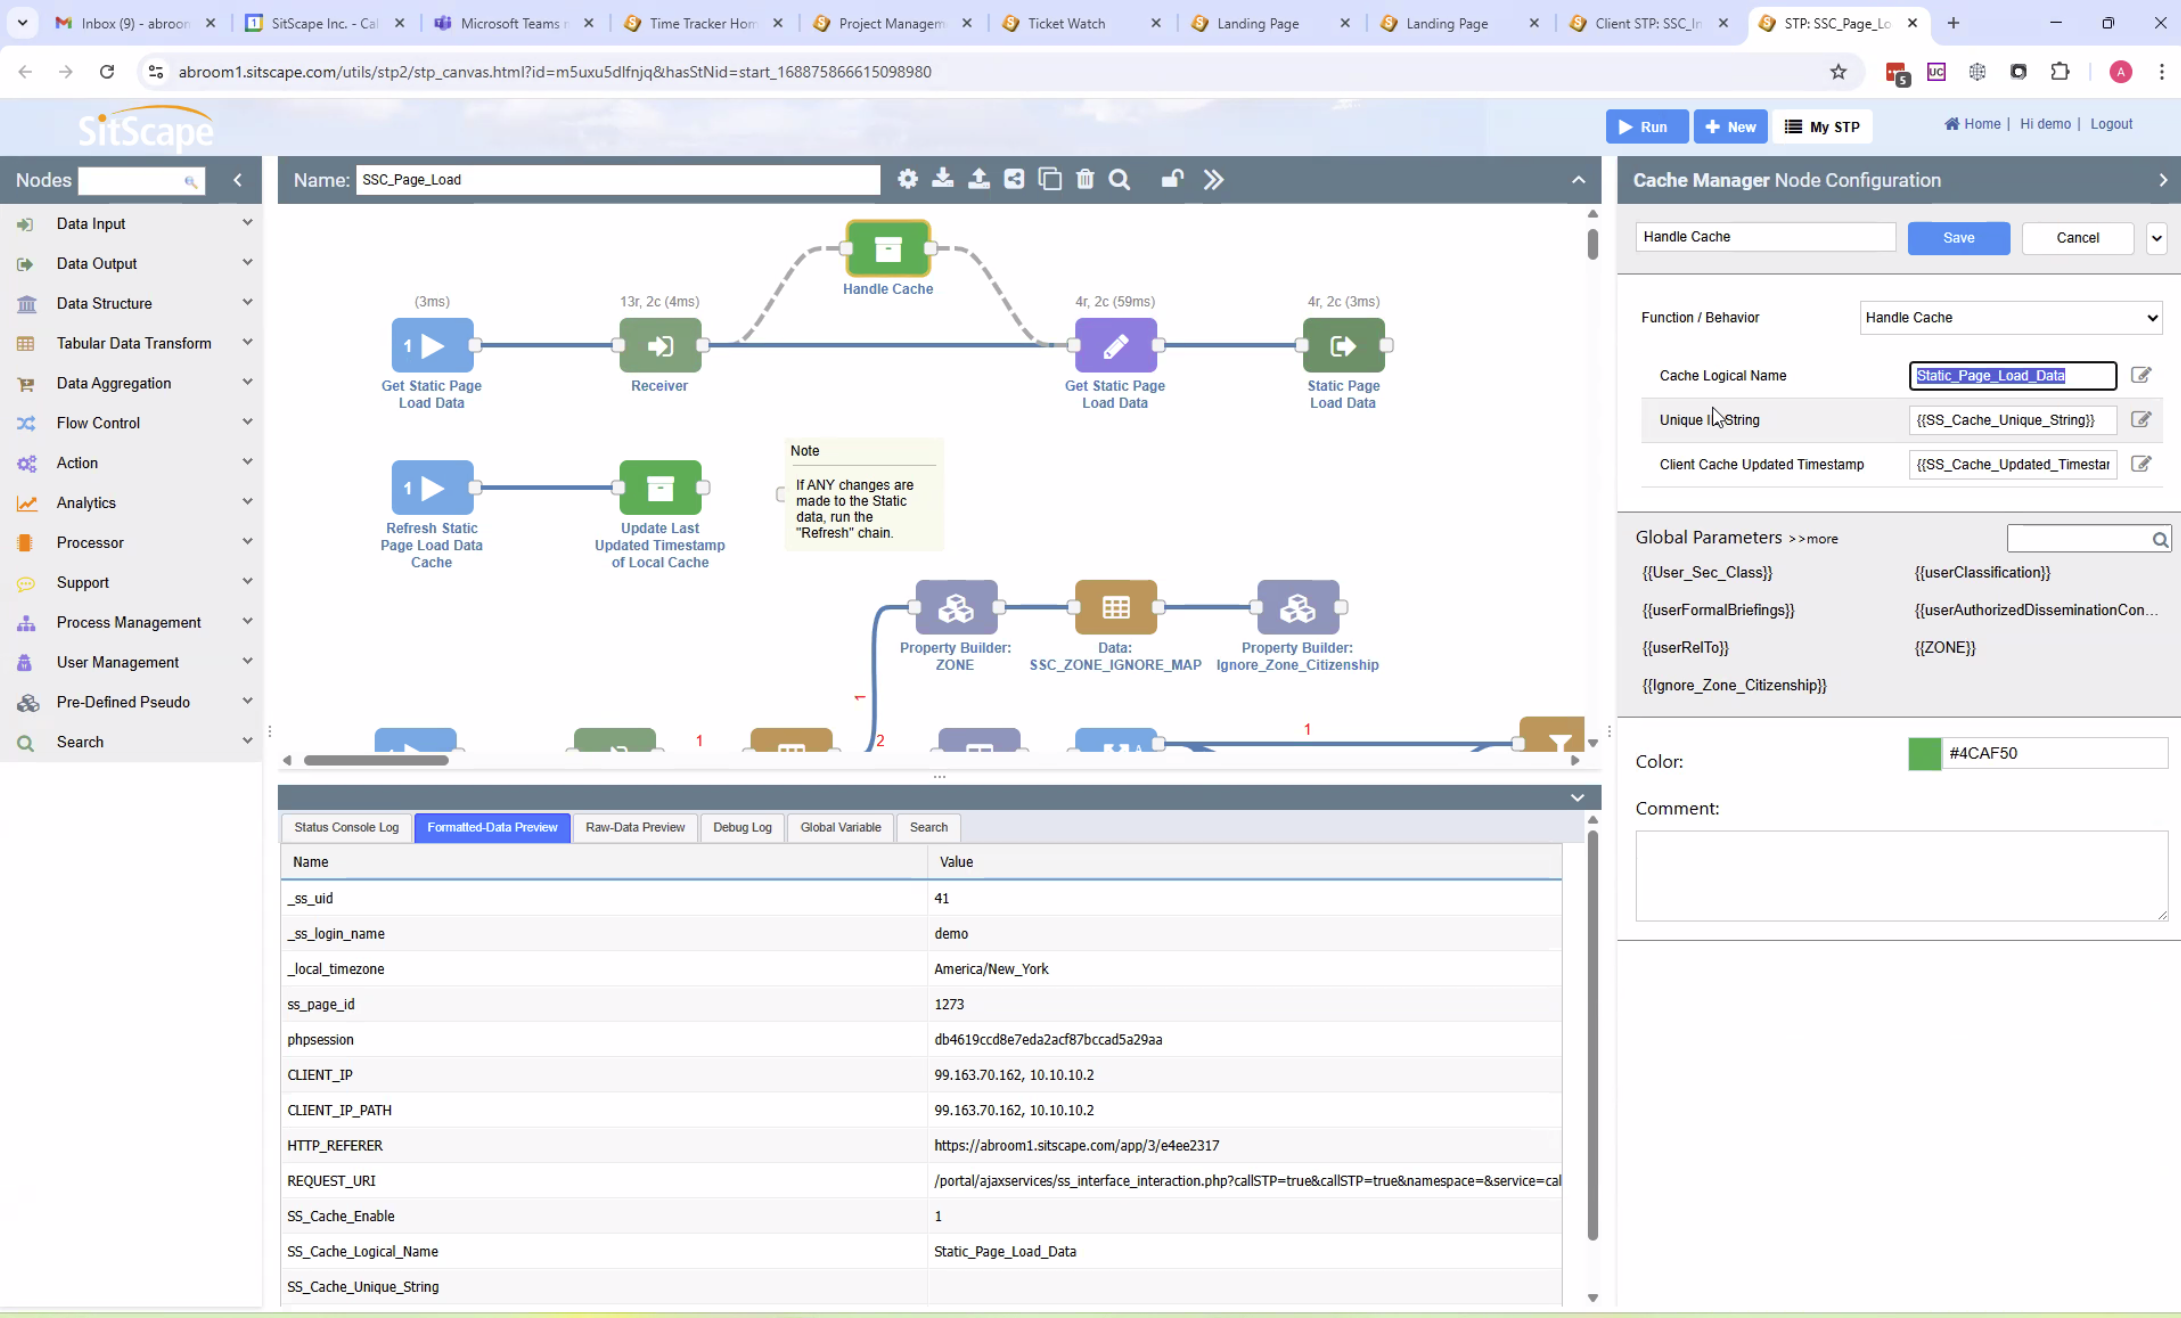 Inbox (9) - abroom
SitScape Inc. - Cal
Microsoft Teams
Time Tracker Hom
Project Managem
Ticket Watch
Landing Page
Landing Page
Client STP: SSC_In
STP: SSC_Page_Lo
abroom1.sitscape.com/utils/stp2/stp_canvas.html?id=m5uxu5dlfnjq&hasStNid=start_168875866615098980
5
UC
A
SitScape
Run
New
My STP
Home |
Hi demo |
Logout
Nodes
Data Input
Data Output
Data Structure
Tabular Data Transform
Data Aggregation
Flow Control
Action
Analytics
Processor
Support
Process Management
User Management
Pre-Defined Pseudo
Search
Name: SSC_Page_Load
Handle Cache
(3ms)
13r, 2c (4ms)
4r, 2c (59ms)
4r, 2c (3ms)
1
Get Static Page
Load Data
Receiver
Get Static Page
Load Data
Static Page
Load Data
1
Refresh Static
Page Load Data
Cache
Update Last
Updated Timestamp
of Local Cache
Note
If ANY changes are
made to the Static
data, run the
"Refresh" chain.
Property Builder:
ZONE
Data:
SSC_ZONE_IGNORE_MAP
Property Builder:
Ignore_Zone_Citizenship
1
1
2
1
A
Status Console Log
Formatted-Data Preview
Raw-Data Preview
Debug Log
Global Variable
Search
Name
Value
_ss_uid
41
_ss_login_name
demo
_local_timezone
America/New_York
ss_page_id
1273
phpsession
db4619ccd8e7eda2acf87bccad5a29aa
CLIENT_IP
99.163.70.162, 10.10.10.2
CLIENT_IP_PATH
99.163.70.162, 10.10.10.2
HTTP_REFERER
https://abroom1.sitscape.com/app/3/e4ee2317
REQUEST_URI
/portal/ajaxservices/ss_interface_interaction.php?callSTP=true&callSTP=true&namespace=&service=cal
SS_Cache_Enable
1
SS_Cache_Logical_Name
Static_Page_Load_Data
SS_Cache_Unique_String
Cache Manager Node Configuration
Handle Cache
Save
Cancel
Function / Behavior
Handle Cache
Cache Logical Name
Static_Page_Load_Data
Unique String
{{SS_Cache_Unique_String}}
Client Cache Updated Timestamp
{{SS_Cache_Updated_Timestar
Global Parameters >>more
{{User_Sec_Class}}
{{userClassification}}
{{userFormalBriefings}}
{{userAuthorizedDisseminationCon...
{{userRelTo}}
{{ZONE}}
{{Ignore_Zone_Citizenship}}
Color:
#4CAF50
Comment: